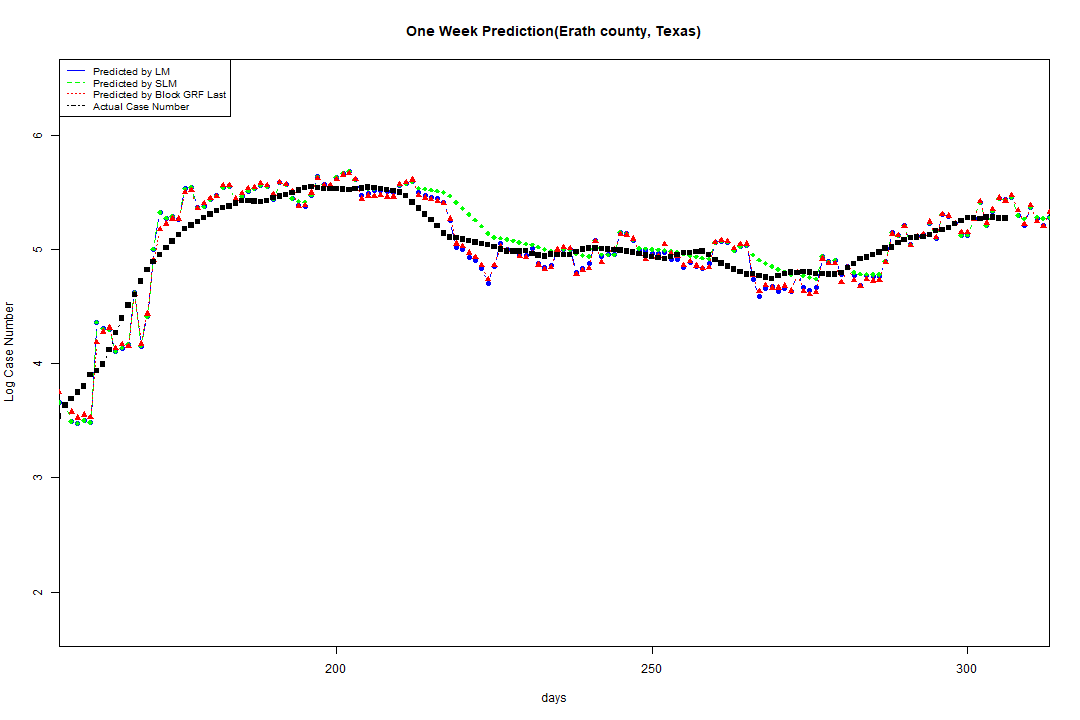 One Week Prediction(Erath county, Texas)
Predicted by LM
Predicted by SLM
Predicted by Block GRF Last
Actual Case Number
6
5
4
3
2
Log Case Number
200 250 300
days